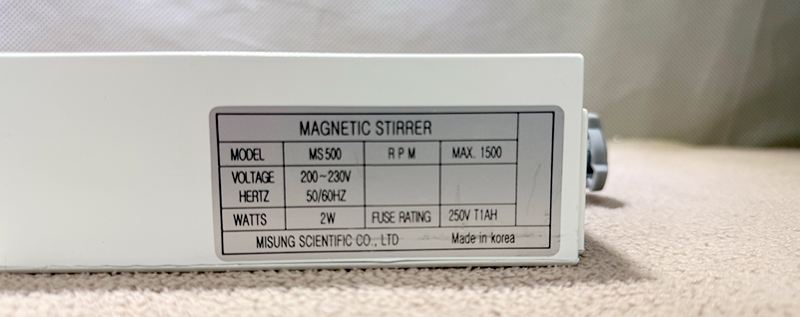 MAGNETIC STIRRER
MODEL MS500 RPM MAX. 1500
VOLTAGE 200~230V
HERTZ 50/60HZ
WATTS 2W FUSE RATING 250V T1AH
MISUNG SCIENTIFIC CO., LTD Made in korea